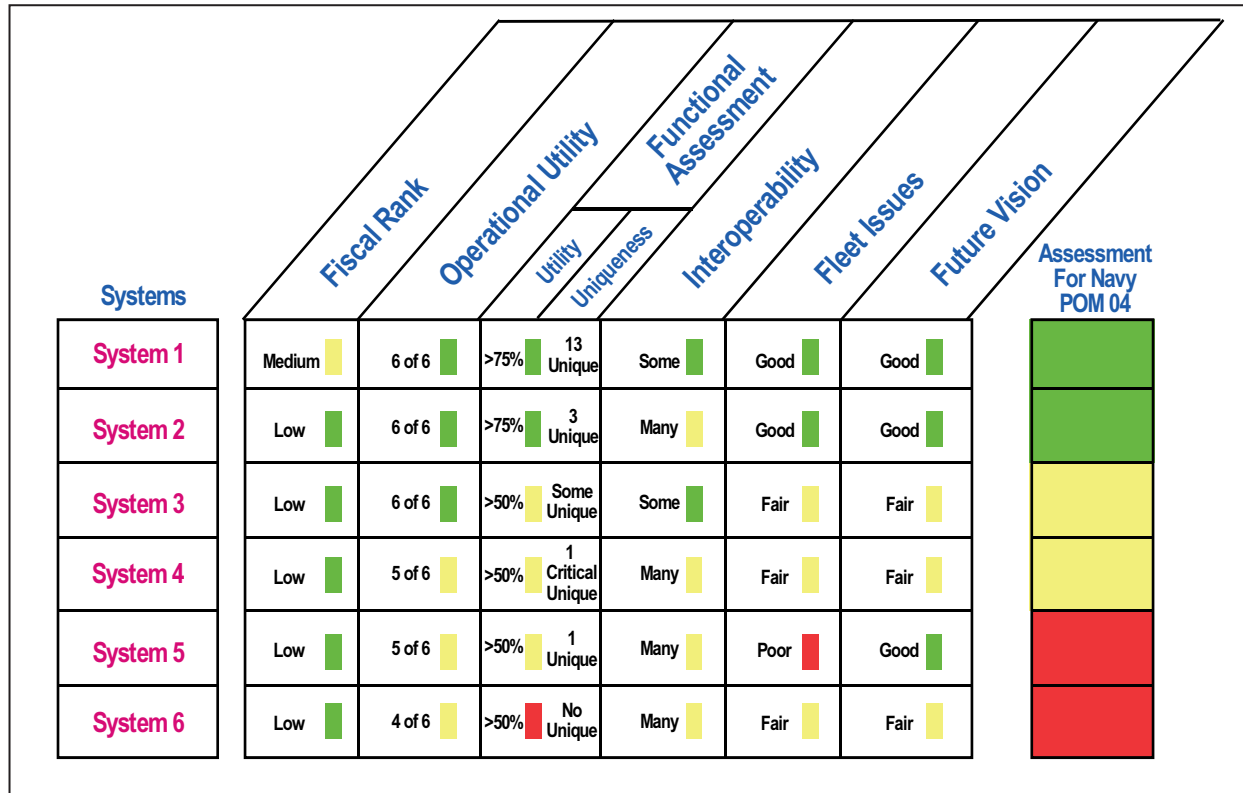 Fiscal Rank
Operational Utility
Functional
Assessment
Utility
Uniqueness
Interoperability
Fleet Issues
Future Vision
Systems
Assessment
For Navy
POM 04
System 1
Medium
6 of 6
>75%
13
Unique
Some
Good
Good
System 2
Low
6 of 6
>75%
3
Unique
Many
Good
Good
System 3
Low
6 of 6
>50%
Some
Unique
Some
Fair
Fair
System 4
Low
5 of 6
>50%
1
Critical
Unique
Many
Fair
Fair
System 5
Low
5 of 6
>50%
1
Unique
Many
Poor
Good
System 6
Low
4 of 6
>50%
No
Unique
Many
Fair
Fair